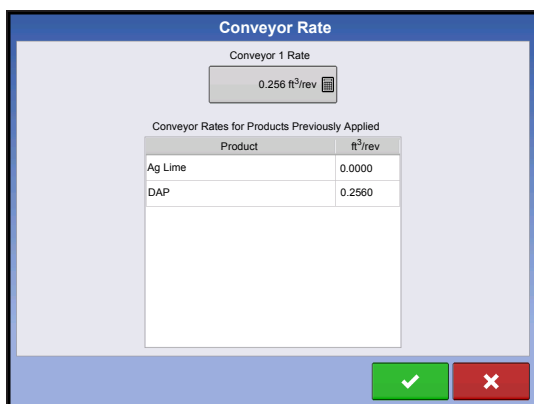 Conveyor Rate
Conveyor 1 Rate
0.256 ft³/rev
Conveyor Rates for Products Previously Applied
Product ft³/rev
Ag Lime 0.0000
DAP 0.2560